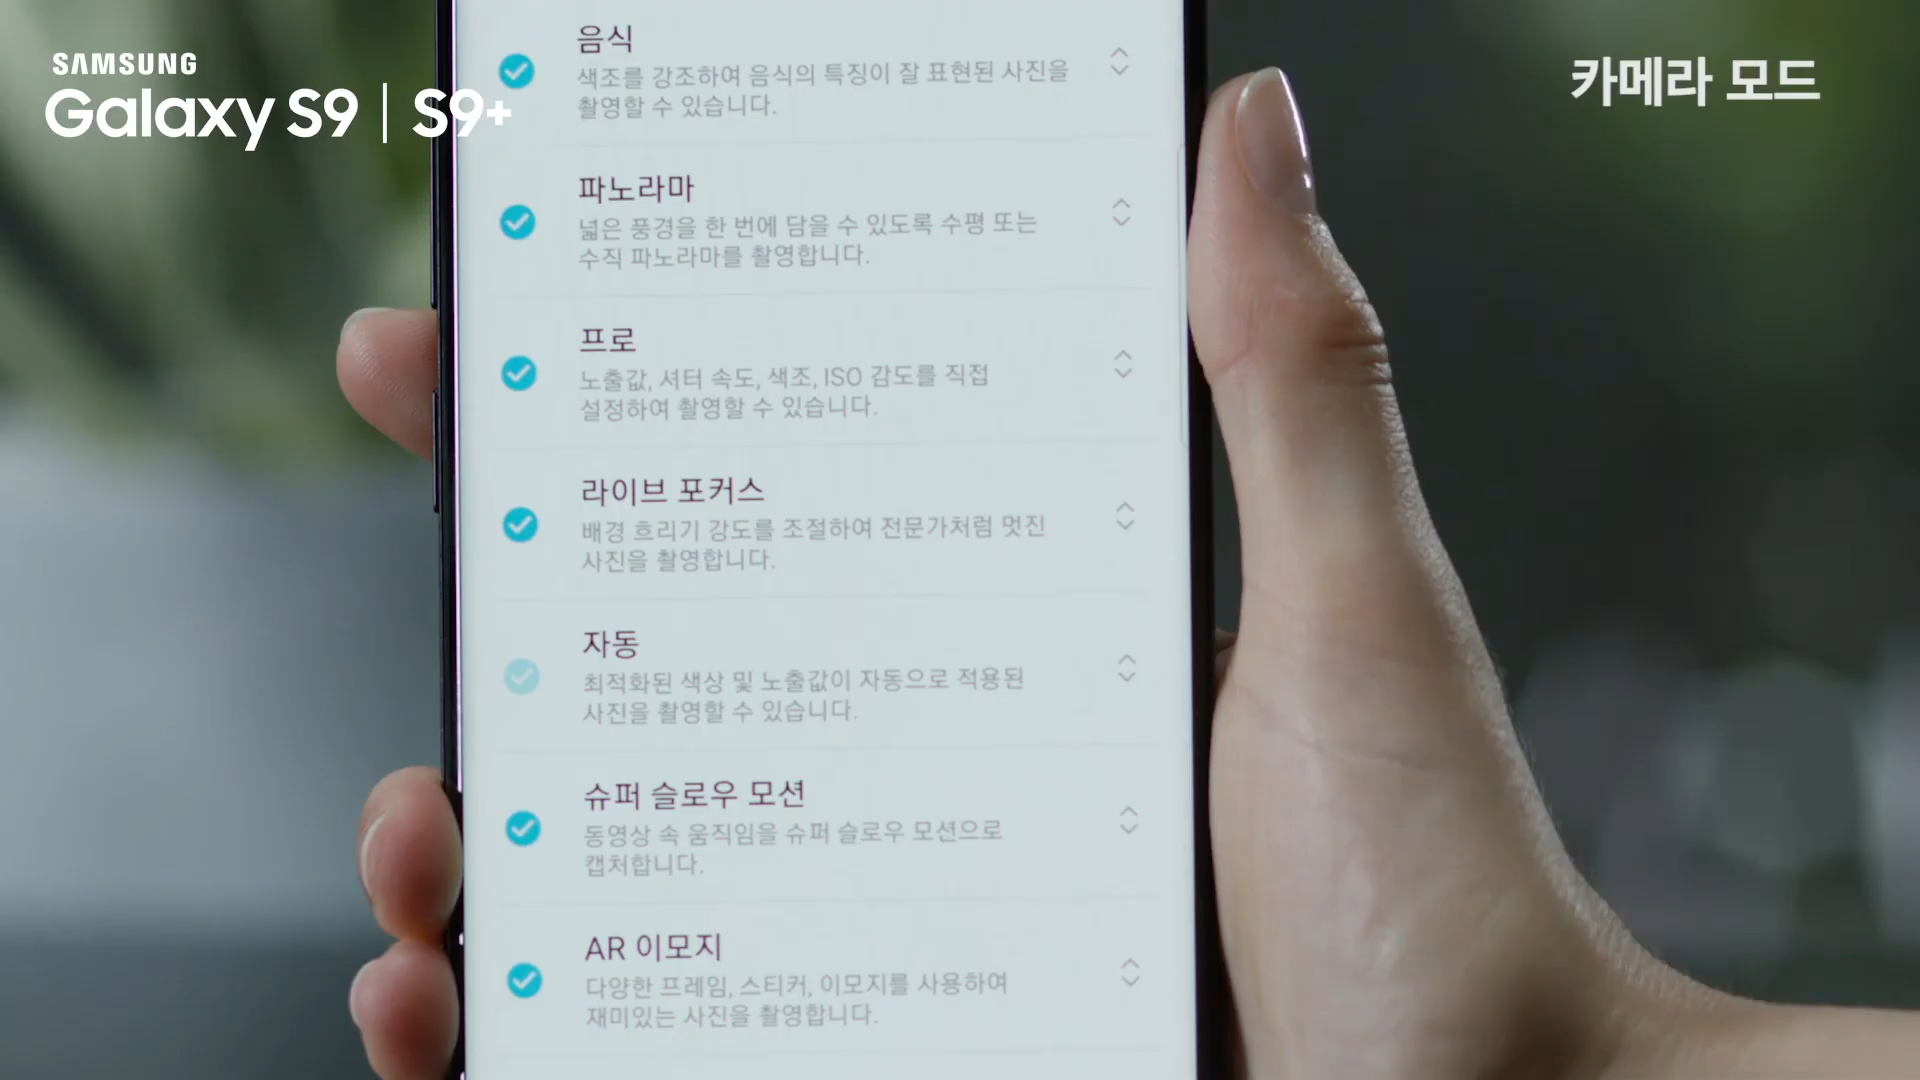 SAMSUNG
Galaxy S9 | S9+
카메라 모드
음식
색조를 강조하여 음식의 특징이 잘 표현된 사진을
촬영할 수 있습니다.
파노라마
넓은 풍경을 한 번에 담을 수 있도록 수평 또는
수직 파노라마를 촬영합니다.
프로
노출값, 셔터 속도, 색조, ISO 감도를 직접
설정하여 촬영할 수 있습니다.
라이브 포커스
배경 흐리기 강도를 조절하여 전문가처럼 멋진
사진을 촬영합니다.
자동
최적화된 색상 및 노출값이 자동으로 적용된
사진을 촬영할 수 있습니다.
슈퍼 슬로우 모션
동영상 속 움직임을 슈퍼 슬로우 모션으로
캡처합니다.
AR 이모지
다양한 프레임, 스티커, 이모지를 사용하여
재미있는 사진을 촬영합니다.